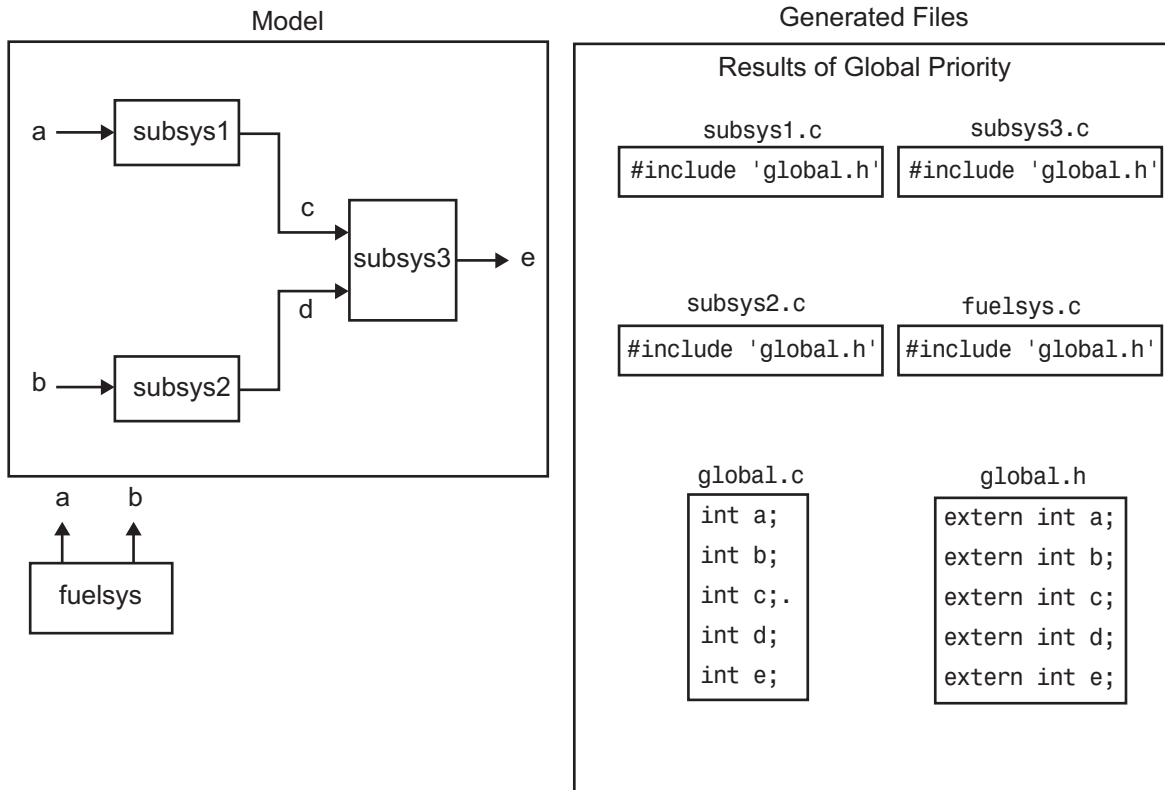 Model
a
subsys1
c
subsys3
e
d
b
subsys2
a
b
fuelsys
Generated Files
Results of Global Priority
subsys1.c
#include 'global.h'
subsys3.c
#include 'global.h'
subsys2.c
#include 'global.h'
fuelsys.c
#include 'global.h'
global.c
int a;
int b;
int c;.
int d;
int e;
global.h
extern int a;
extern int b;
extern int c;
extern int d;
extern int e;